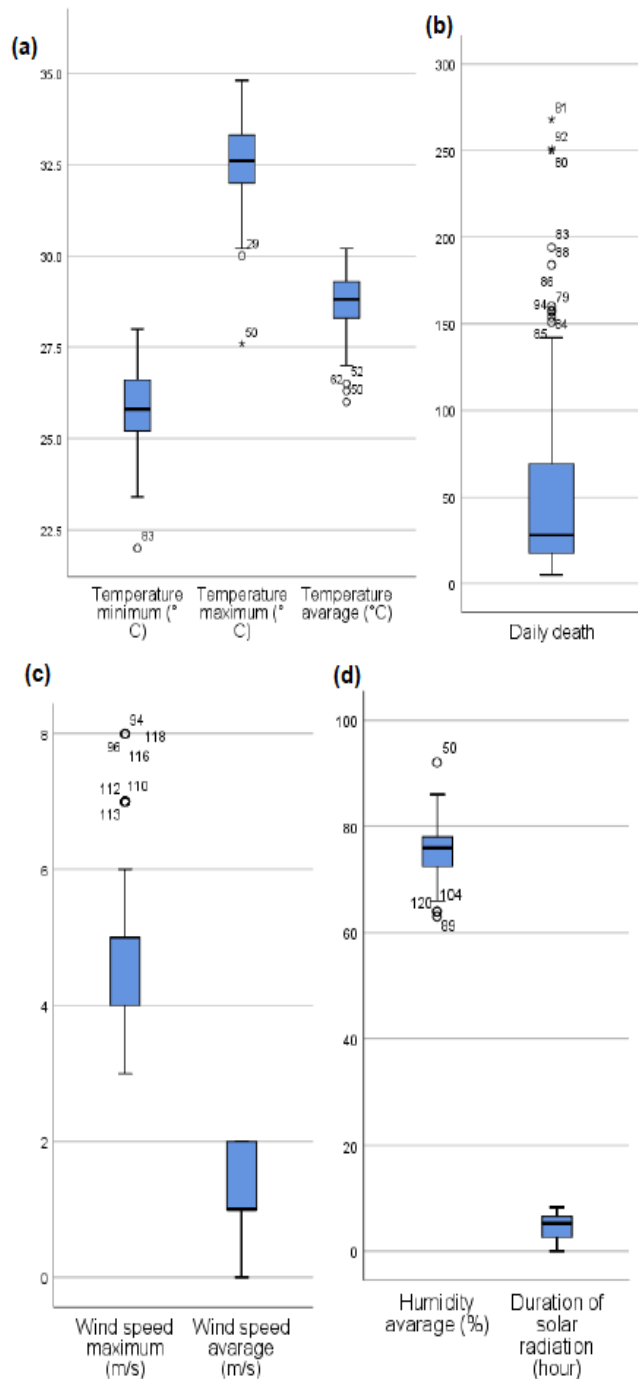 (a)
35.0
32.5
30.0
27.5
25.0
22.5
29
50
62
52
50
83
Temperature minimum (°
C)
Temperature
maximum (°
C)
Temperature
avarage (°C)
(b)
300
250
200
150
100
50
0
81
92
80
83
88
86
79
94
84
85
Daily death
(c)
8
6
4
2
0
94
118
96
116
112
110
113
Wind speed
maximum
(m/s)
Wind speed
avarage
(m/s)
(d)
100
80
60
40
20
0
50
104
120
89
Humidity
avarage (%)
Duration of
solar
radiation
(hour)